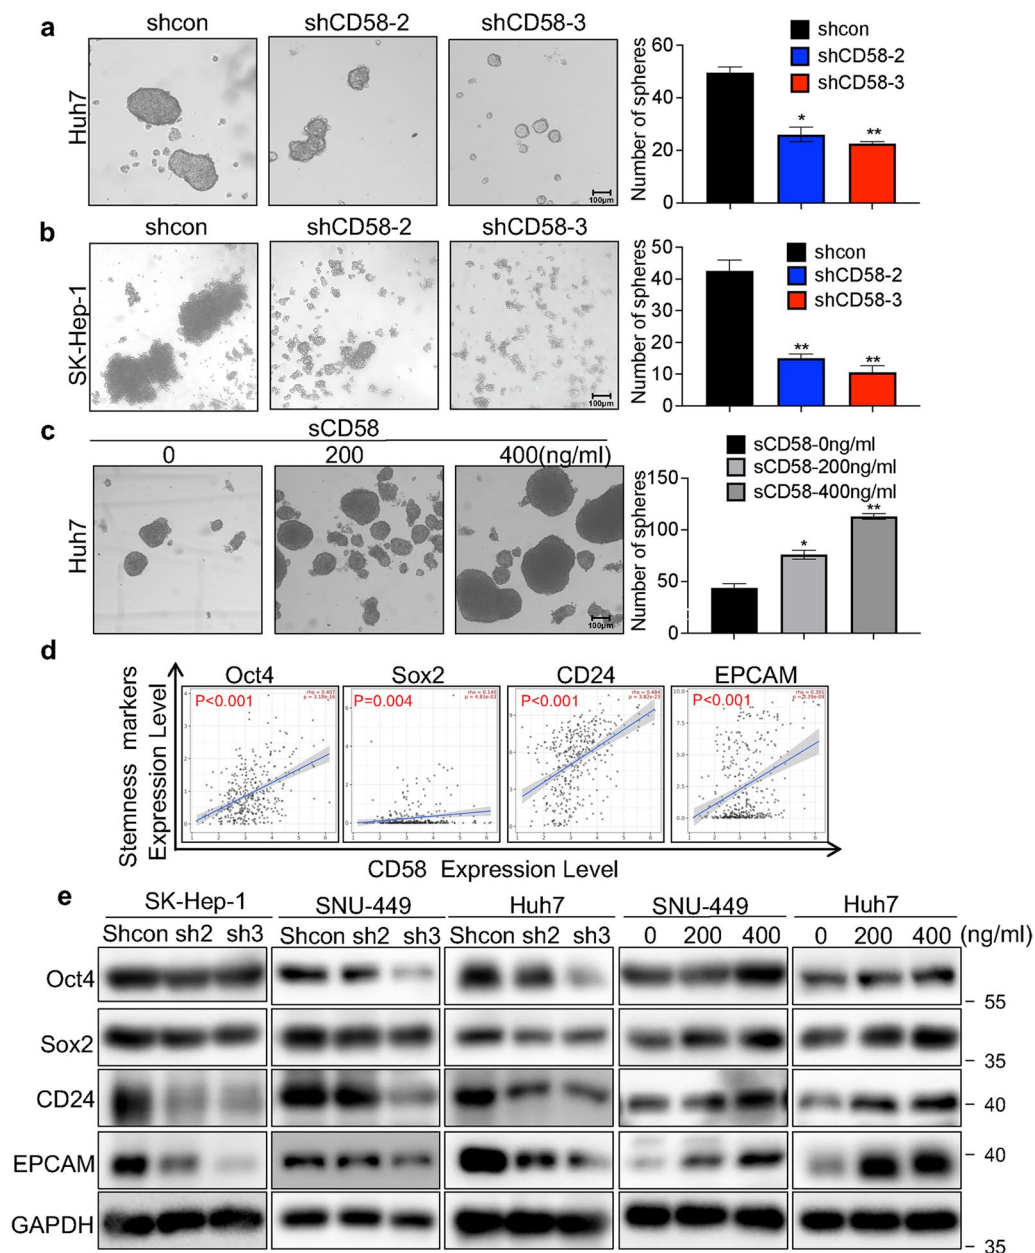 a
shcon shCD58-2 shCD58-3
Huh7
100μm
Number of spheres
60
40
20
0
*
**
shcon
shCD58-2
shCD58-3
b
shcon shCD58-2 shCD58-3
SK-Hep-1
100μm
Number of spheres
50
40
30
20
10
0
**
**
shcon
shCD58-2
shCD58-3
c
sCD58
0 200 400(ng/ml)
Huh7
100μm
sCD58-0ng/ml
sCD58-200ng/ml
sCD58-400ng/ml
Number of spheres
150
100
50
0
*
**
d
Stemness markers
Expression Level
Oct4 Sox2 CD24 EPCAM
P<0.001 P=0.004 P<0.001 P<0.001
CD58 Expression Level
e
SK-Hep-1 SNU-449 Huh7 SNU-449 Huh7
Shcon sh2 sh3 Shcon sh2 sh3 Shcon sh2 sh3 0 200 400 0 200 400 (ng/ml)
Oct4
55
Sox2
35
CD24
40
EPCAM
40
GAPDH
35